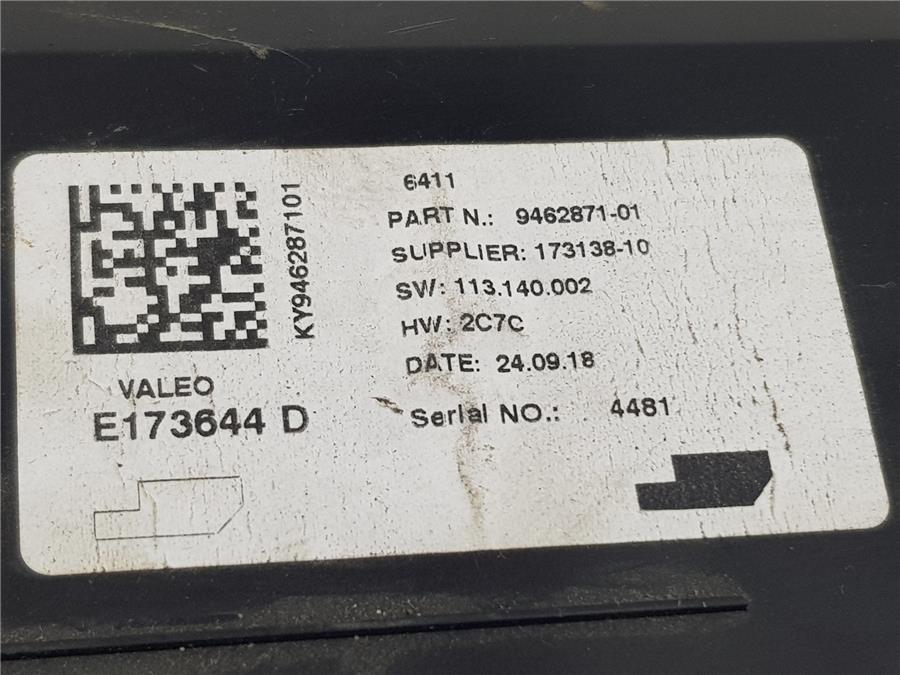 KY946287101
VALEO
E173644 D
6411
PART N.: 9462871-01
SUPPLIER: 173138-10
SW: 113.140.002
HW: 2C7C
DATE: 24.09.18
Serial NO.: 4481